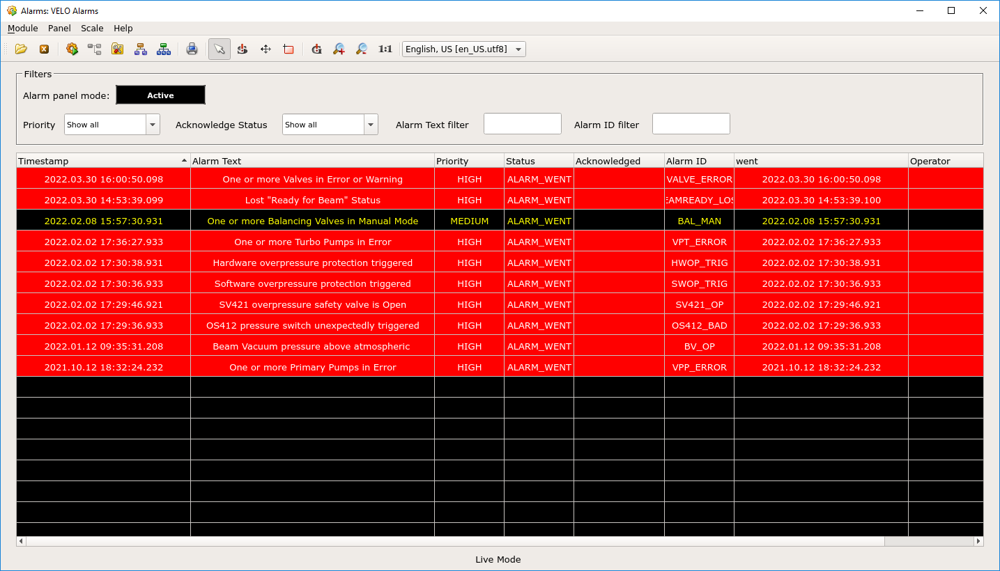 Alarms: VELO Alarms
Module Panel Scale Help
1:1 English, US [en_US.utf8]
Filters
Alarm panel mode: Active
Priority Show all Acknowledge Status Show all Alarm Text filter Alarm ID filter
Timestamp Alarm Text Priority Status Acknowledged Alarm ID went Operator
2022.03.30 16:00:50.098 One or more Valves in Error or Warning HIGH ALARM_WENT VALVE_ERROR 2022.03.30 16:00:50.098
2022.03.30 14:53:39.099 Lost "Ready for Beam" Status HIGH ALARM_WENT EAMREADY_LOS 2022.03.30 14:53:39.100
2022.02.08 15:57:30.931 One or more Balancing Valves in Manual Mode MEDIUM ALARM_WENT BAL_MAN 2022.02.08 15:57:30.931
2022.02.02 17:36:27.933 One or more Turbo Pumps in Error HIGH ALARM_WENT VPT_ERROR 2022.02.02 17:36:27.933
2022.02.02 17:30:38.931 Hardware overpressure protection triggered HIGH ALARM_WENT HWOP_TRIG 2022.02.02 17:30:38.931
2022.02.02 17:30:36.933 Software overpressure protection triggered HIGH ALARM_WENT SWOP_TRIG 2022.02.02 17:30:36.933
2022.02.02 17:29:46.921 SV421 overpressure safety valve is Open HIGH ALARM_WENT SV421_OP 2022.02.02 17:29:46.921
2022.02.02 17:29:36.933 OS412 pressure switch unexpectedly triggered HIGH ALARM_WENT OS412_BAD 2022.02.02 17:29:36.933
2022.01.12 09:35:31.208 Beam Vacuum pressure above atmospheric HIGH ALARM_WENT BV_OP 2022.01.12 09:35:31.208
2021.10.12 18:32:24.232 One or more Primary Pumps in Error HIGH ALARM_WENT VPP_ERROR 2021.10.12 18:32:24.232
Live Mode